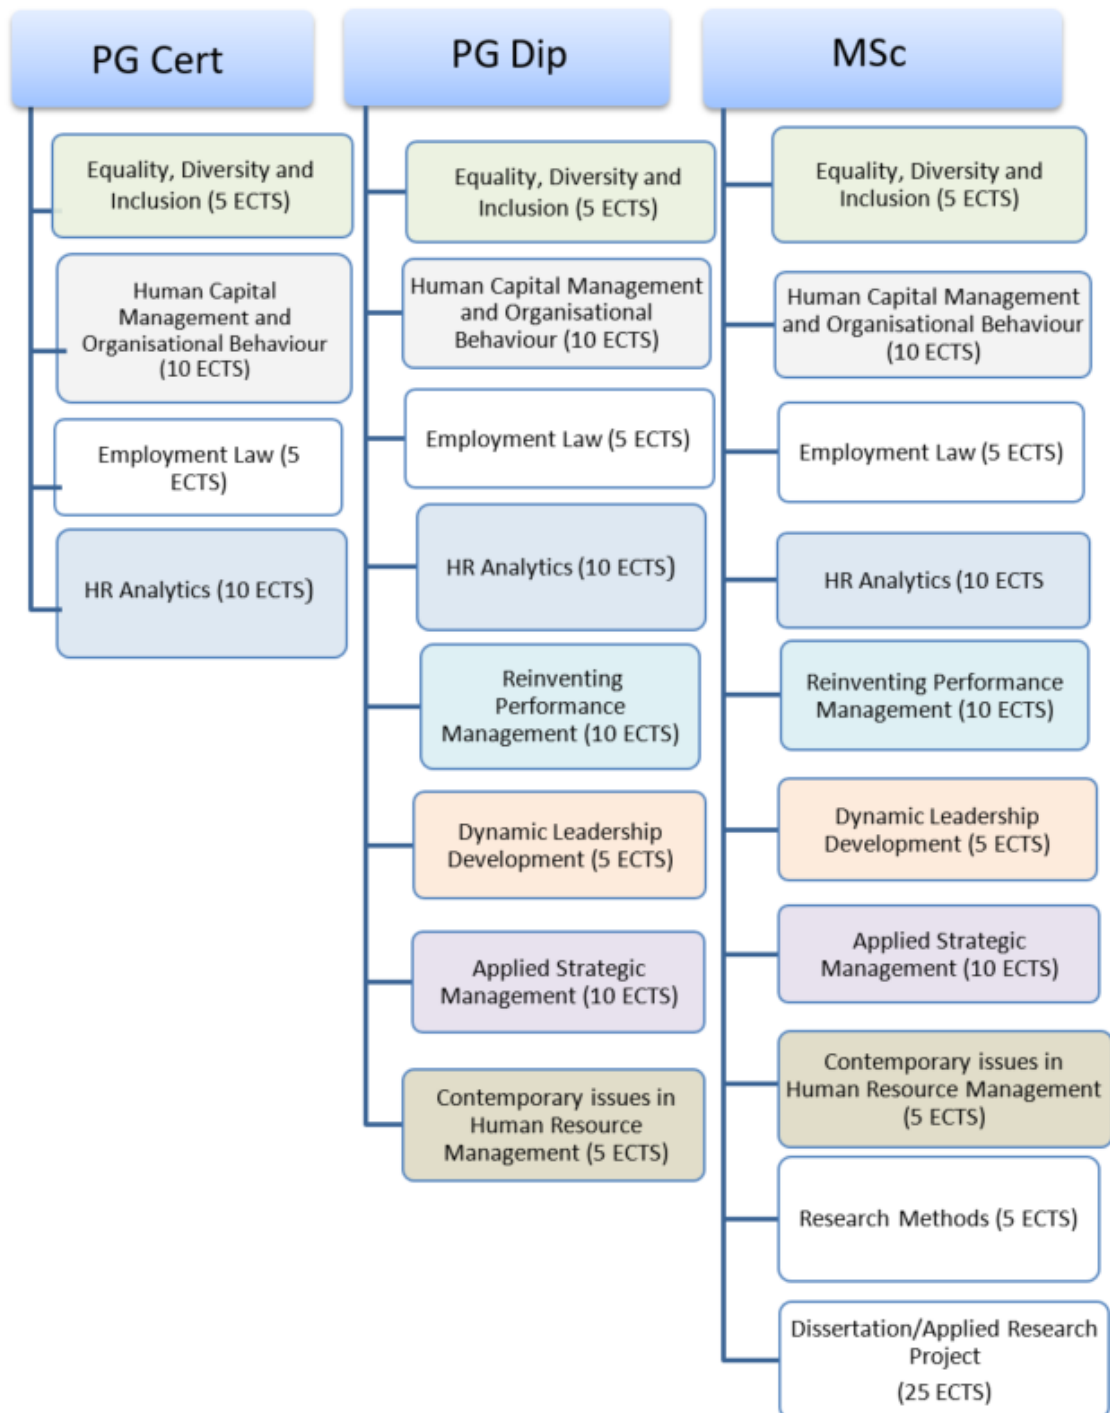 PG Cert
Equality, Diversity and
Inclusion (5 ECTS)
Human Capital
Management and
Organisational Behaviour
(10 ECTS)
Employment Law (5
ECTS)
HR Analytics (10 ECTS)
PG Dip
Equality, Diversity and
Inclusion (5 ECTS)
Human Capital Management
and Organisational
Behaviour (10 ECTS)
Employment Law (5 ECTS)
HR Analytics (10 ECTS)
Reinventing
Performance
Management (10 ECTS)
Dynamic Leadership
Development (5 ECTS)
Applied Strategic
Management (10 ECTS)
Contemporary issues in
Human Resource
Management (5 ECTS)
MSc
Equality, Diversity and
Inclusion (5 ECTS)
Human Capital Management
and Organisational Behaviour
(10 ECTS)
Employment Law (5 ECTS)
HR Analytics (10 ECTS
Reinventing Performance
Management (10 ECTS)
Dynamic Leadership
Development (5 ECTS)
Applied Strategic
Management (10 ECTS)
Contemporary issues in
Human Resource Management
(5 ECTS)
Research Methods (5 ECTS)
Dissertation/Applied Research
Project
(25 ECTS)